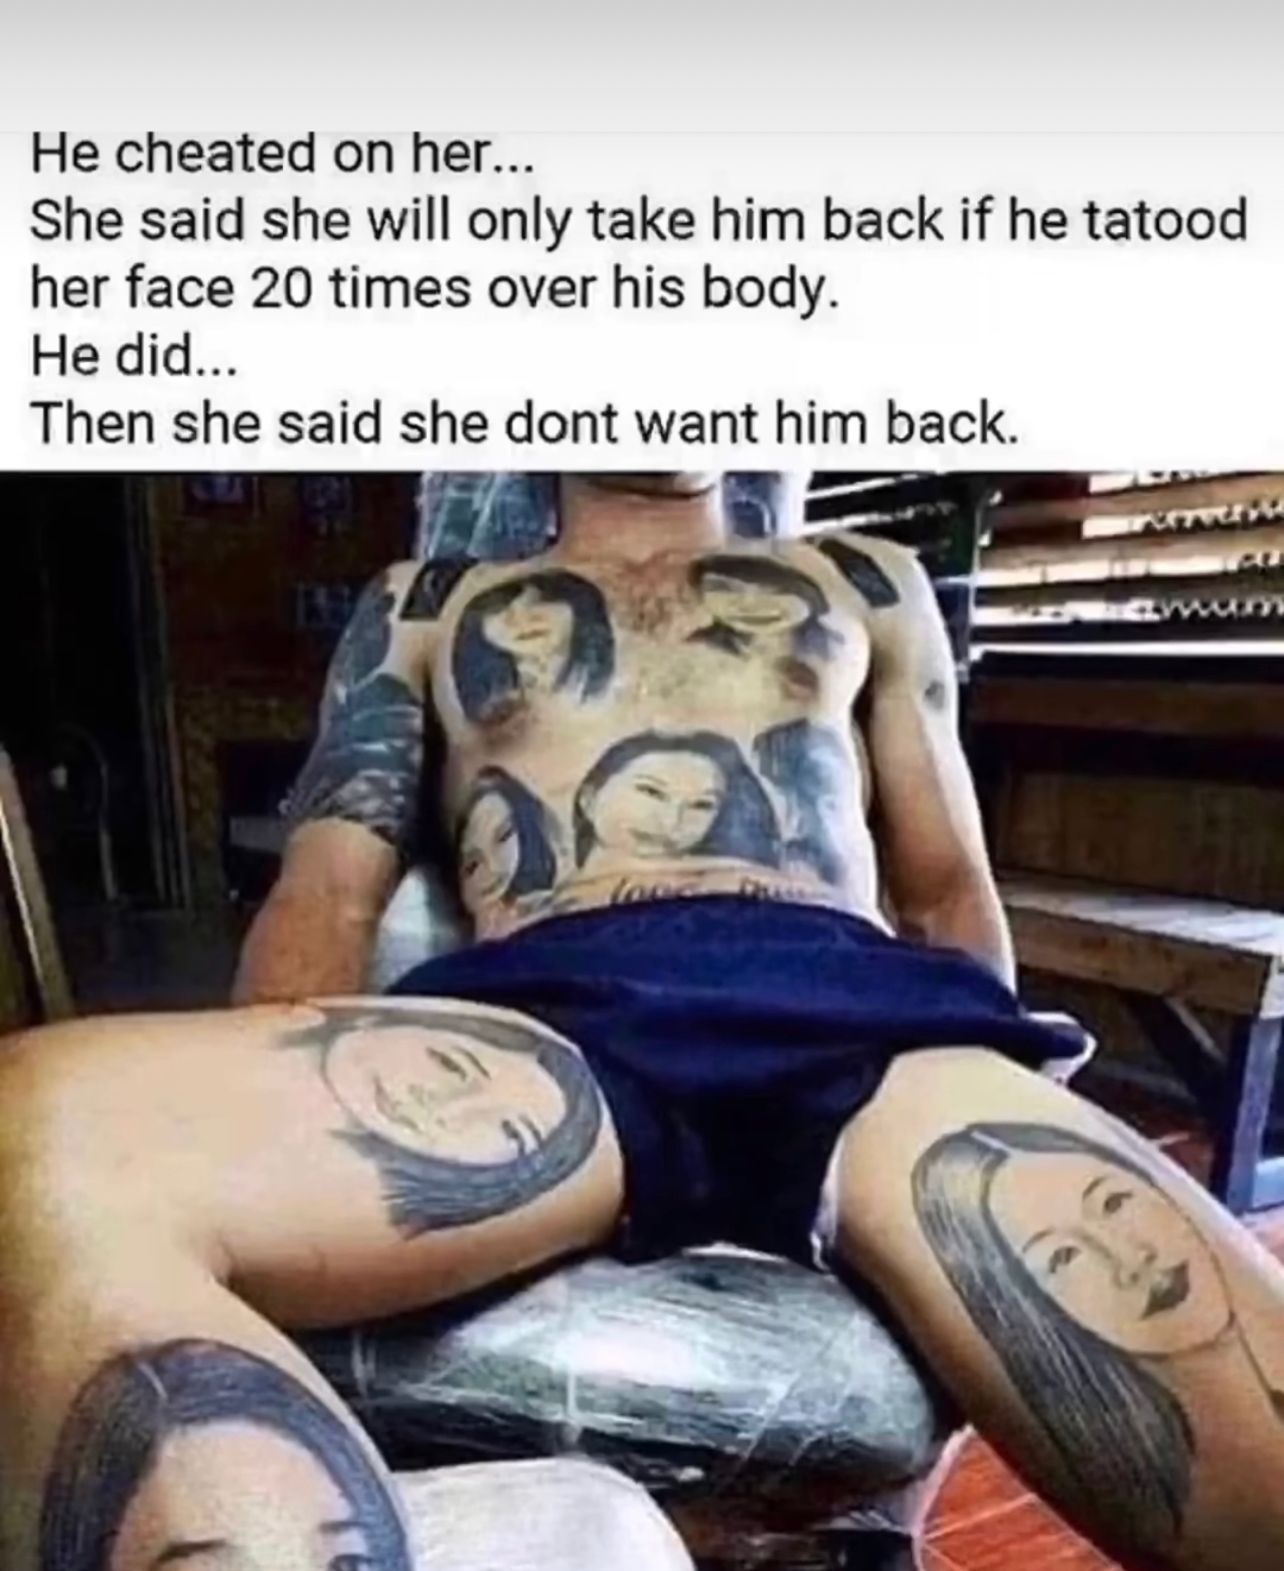 He cheated on her...
She said she will only take him back if he tatood
her face 20 times over his body.
He did...
Then she said she dont want him back.